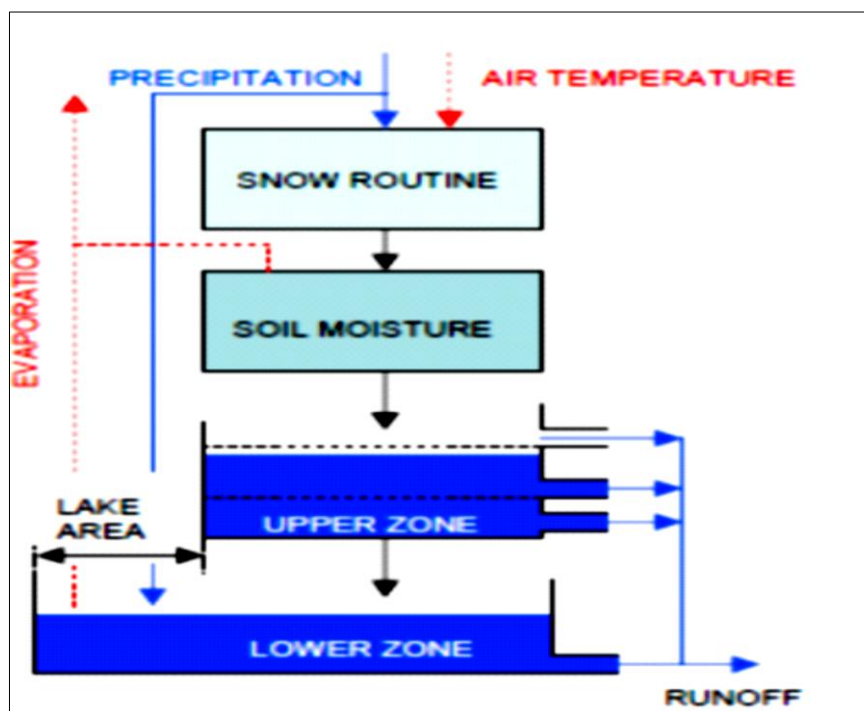 PRECIPITATION
AIR TEMPERATURE
SNOW ROUTINE
EVAPORATION
SOIL MOISTURE
LAKE
AREA
UPPER ZONE
LOWER ZONE
RUNOFF